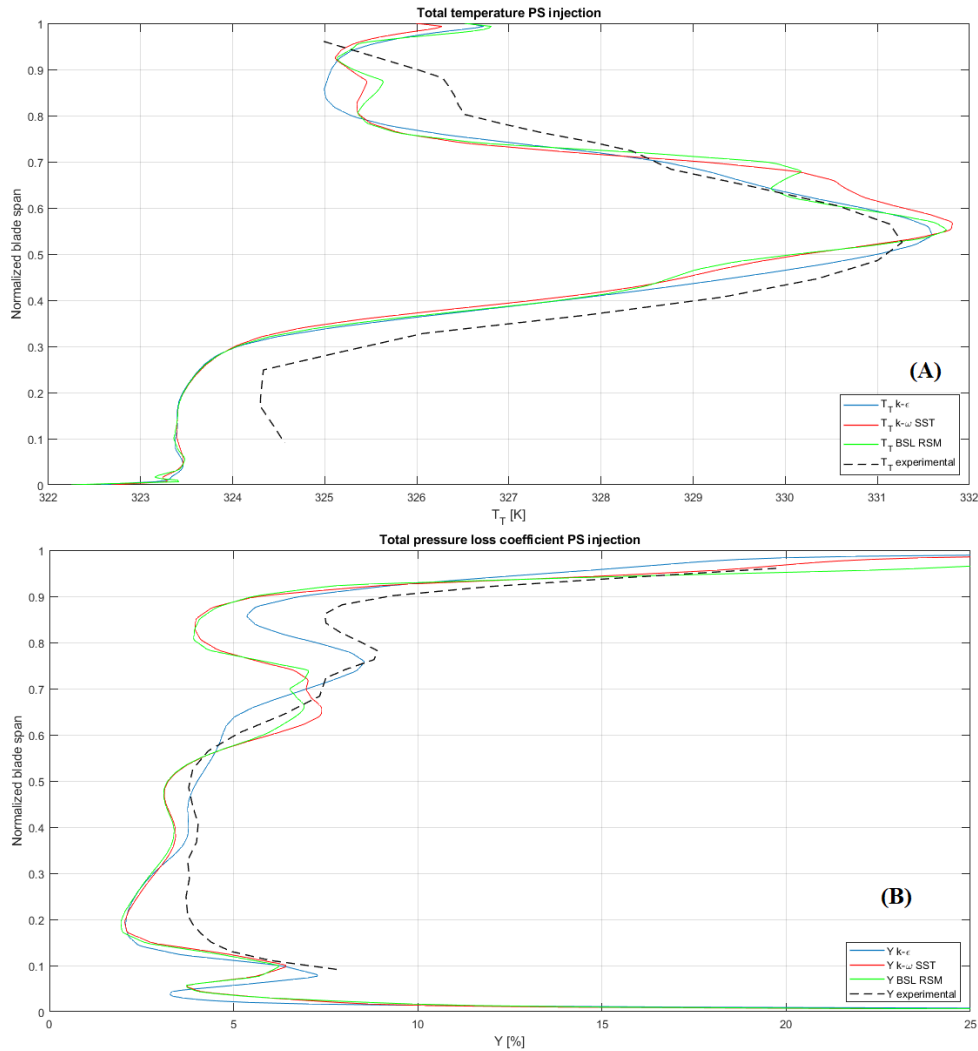 Total temperature PS injection
1
0.9
0.8
0.7
0.6
0.5
0.4
0.3
0.2
0.1
0
Normalized blade span
322 323 324 325 326 327 328 329 330 331 332
T_T [K]
(A)
T_T k-ϵ
T_T k-ω SST
T_T BSL RSM
T_T experimental
Total pressure loss coefficient PS injection
1
0.9
0.8
0.7
0.6
0.5
0.4
0.3
0.2
0.1
0
Normalized blade span
0 5 10 15 20 25
Y [%]
(B)
Y k-ϵ
Y k-ω SST
Y BSL RSM
Y experimental